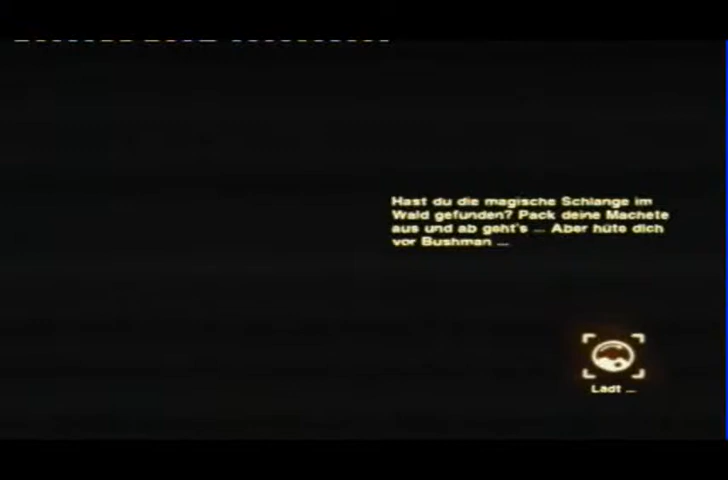 Hast du die magische Schlange im
Wald gefunden? Pack deine Machete
aus und ab geht's ... Aber hüte dich
vor Bushman ...
Lädt ...